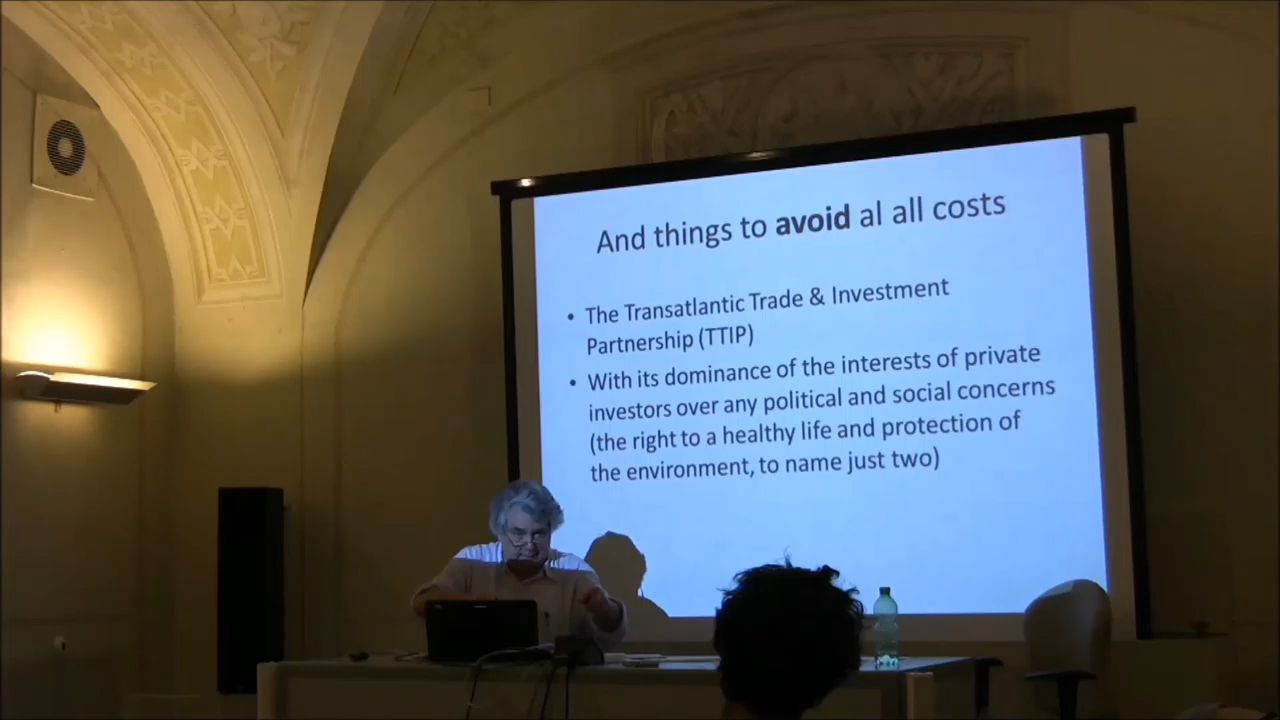 And things to avoid al all costs
• The Transatlantic Trade & Investment
Partnership (TTIP)
• With its dominance of the interests of private
investors over any political and social concerns
(the right to a healthy life and protection of
the environment, to name just two)